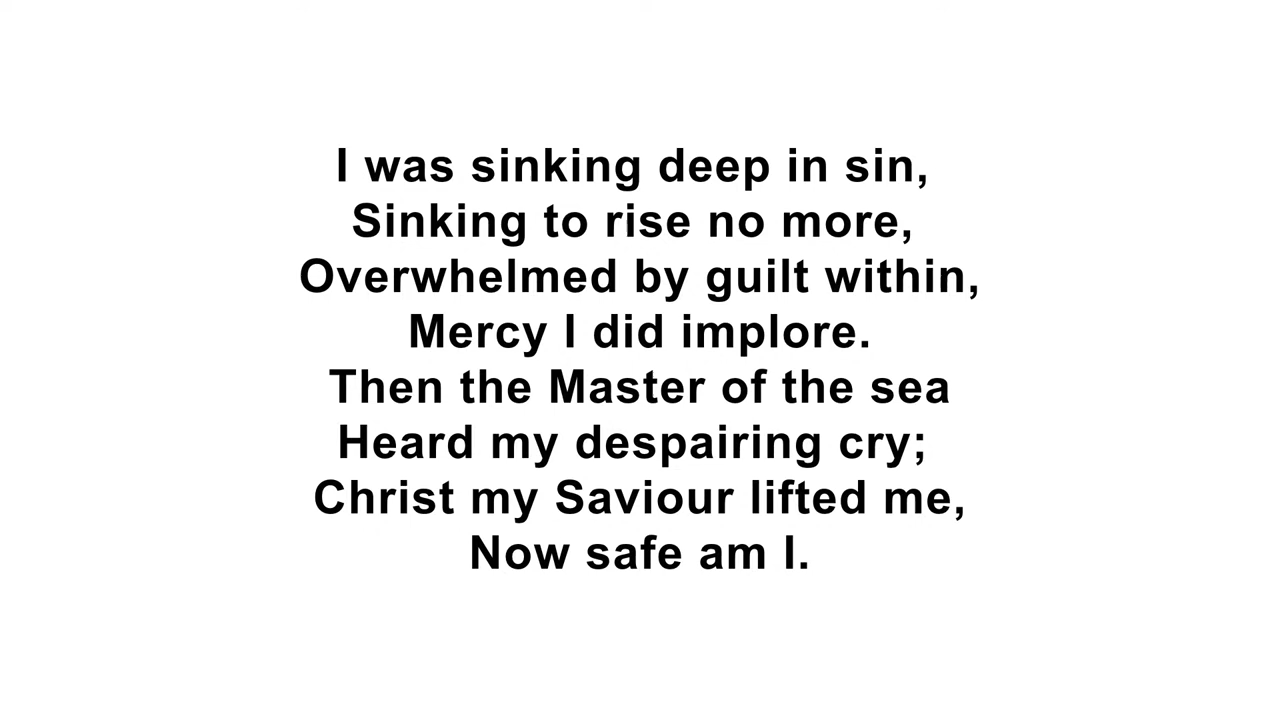 I was sinking deep in sin,
Sinking to rise no more,
Overwhelmed by guilt within,
Mercy I did implore.
Then the Master of the sea
Heard my despairing cry;
Christ my Saviour lifted me,
Now safe am I.